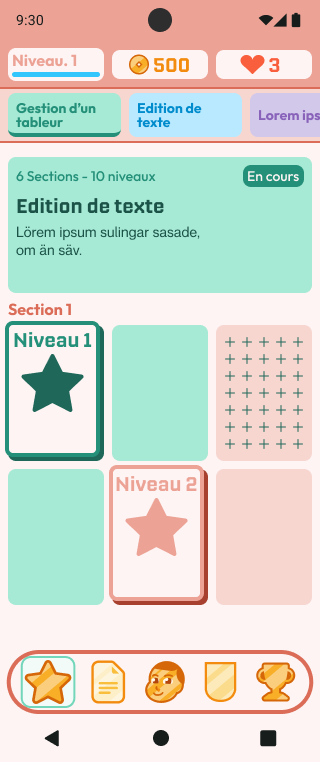 9:30
Niveau. 1
500
3
Gestion d'un
tableur
Edition de
texte
Lorem ips
6 Sections - 10 niveaux
En cours
Edition de texte
Lörem ipsum sulingar sasade,
om än säv.
Section 1
Niveau 1
Niveau 2